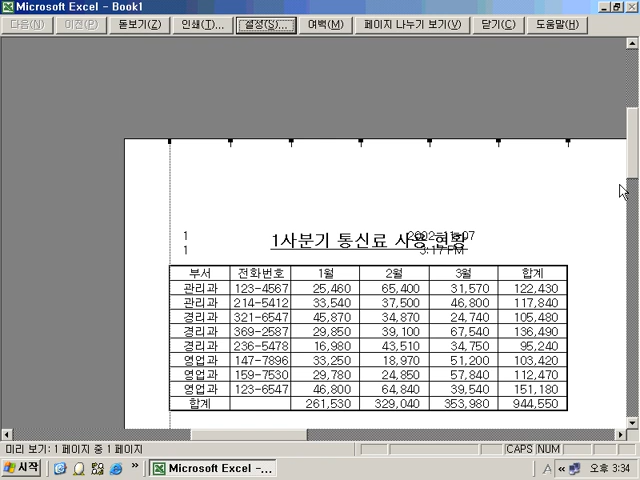 Microsoft Excel - Book1
다음(N) 이전(P) 돋보기(Z) 인쇄(T)... 설정(S)... 여백(M) 페이지 나누기 보기(V) 닫기(C) 도움말(H)
1 2002-11-07
1사분기 통신료 사용 현황
1 3:17 PM
부서 전화번호 1월 2월 3월 합계
관리과 123-4567 25,460 65,400 31,570 122,430
관리과 214-5412 33,540 37,500 46,800 117,840
경리과 321-6547 45,870 34,870 24,740 105,480
경리과 369-2587 29,850 39,100 67,540 136,490
경리과 236-5478 16,980 43,510 34,750 95,240
영업과 147-7896 33,250 18,970 51,200 103,420
영업과 159-7530 29,780 24,850 57,840 112,470
영업과 123-6547 46,800 64,840 39,540 151,180
합계 261,530 329,040 353,980 944,550
미리 보기: 1 페이지 중 1 페이지 CAPS NUM
시작 » Microsoft Excel -... A « 오후 3:34